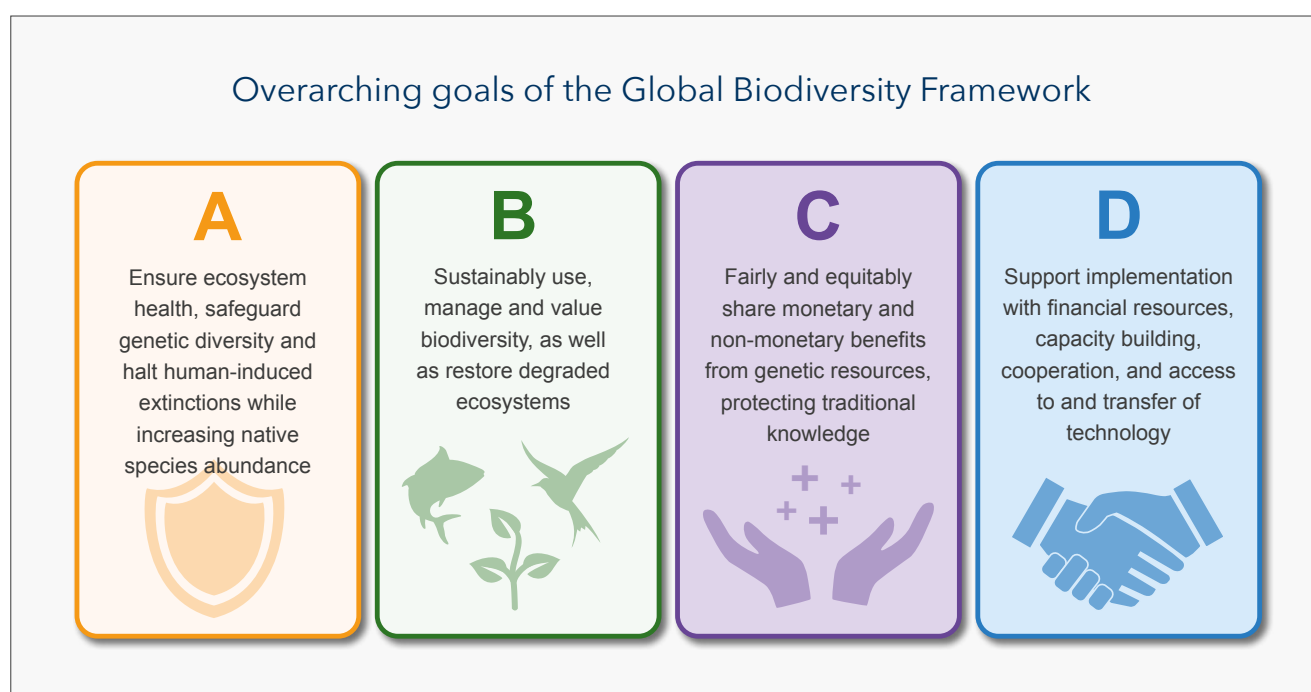 Overarching goals of the Global Biodiversity Framework
A
Ensure ecosystem
health, safeguard
genetic diversity and
halt human-induced
extinctions while
increasing native
species abundance
B
Sustainably use,
manage and value
biodiversity, as well
as restore degraded
ecosystems
C
Fairly and equitably
share monetary and
non-monetary benefits
from genetic resources,
protecting traditional
knowledge
D
Support implementation
with financial resources,
capacity building,
cooperation, and access
to and transfer of
technology